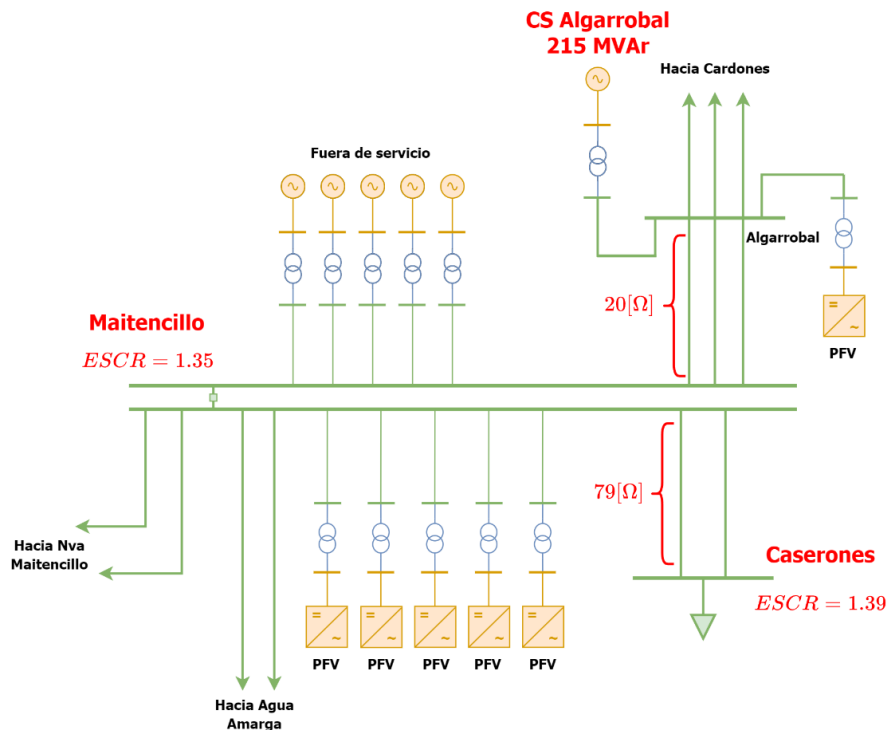 CS Algarrobal
215 MVAr
Hacia Cardones
Fuera de servicio
Algarrobal
20[Ω]
PFV
Maitencillo
ESCR = 1.35
79[Ω]
Hacia Nva
Maitencillo
Caserones
ESCR = 1.39
PFV
PFV
PFV
PFV
PFV
Hacia Agua
Amarga